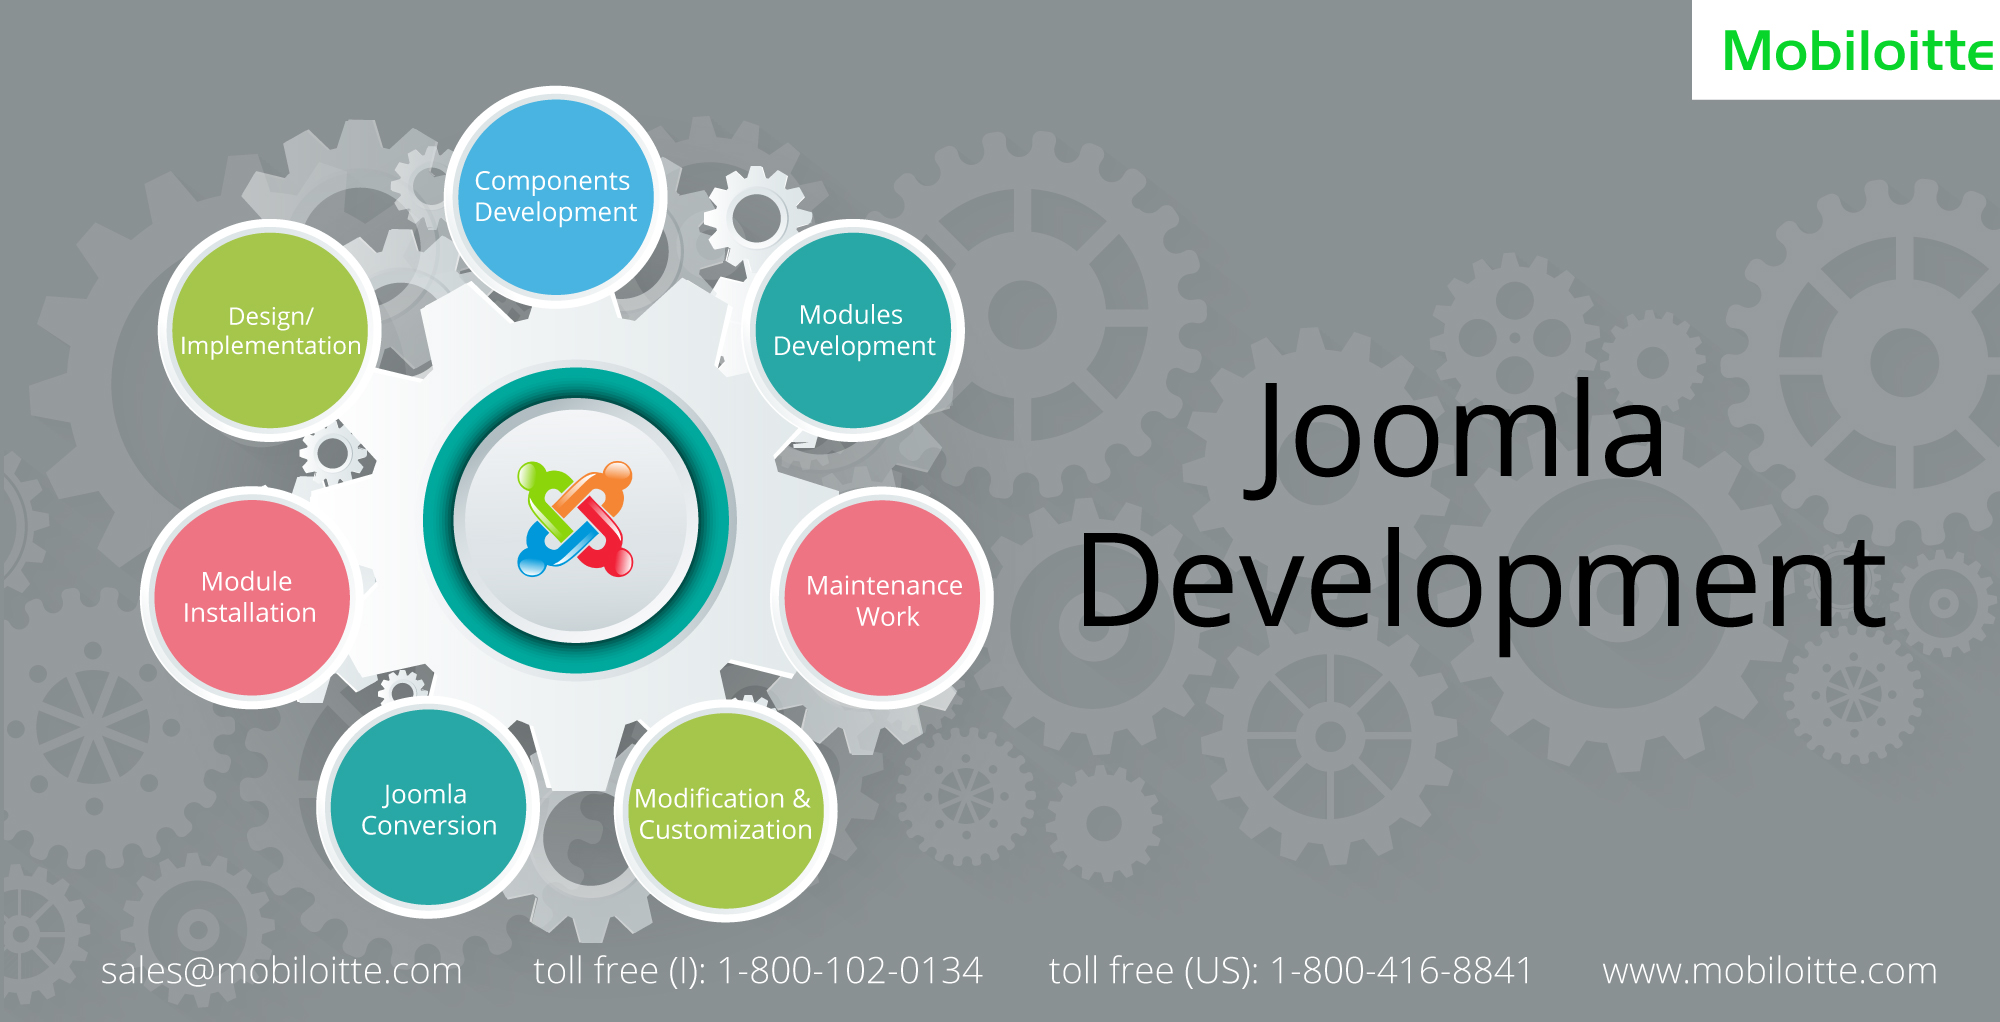 Mobiloitte
Components
Development
Design/
Implementation
Modules
Development
Module
Installation
Maintenance
Work
Joomla
Conversion
Modification &
Customization
Joomla
Development
sales@mobiloitte.com
toll free (I): 1-800-102-0134
toll free (US): 1-800-416-8841
www.mobiloitte.com